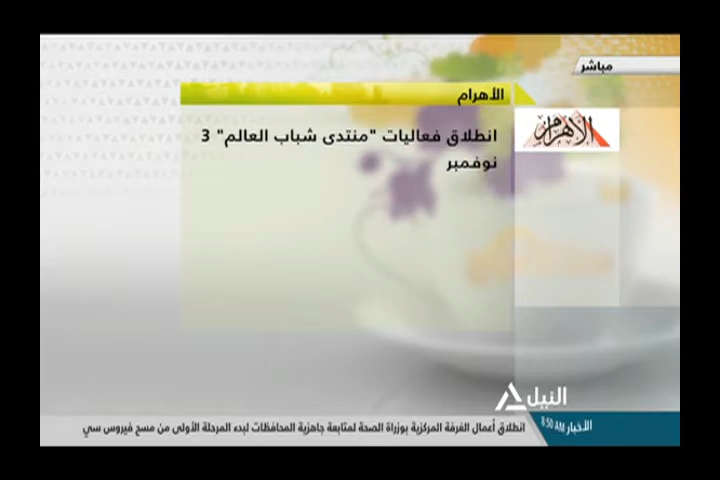 مباشر
الأهرام
الأهرام
انطلاق فعاليات "منتدى شباب العالم" 3
نوفمبر
النيل
الأخبار 8:50 AM
انطلاق أعمال الغرفة المركزية بوزراة الصحة لمتابعة جاهزية المحافظات لبدء المرحلة الأولى من مسح فيروس سي